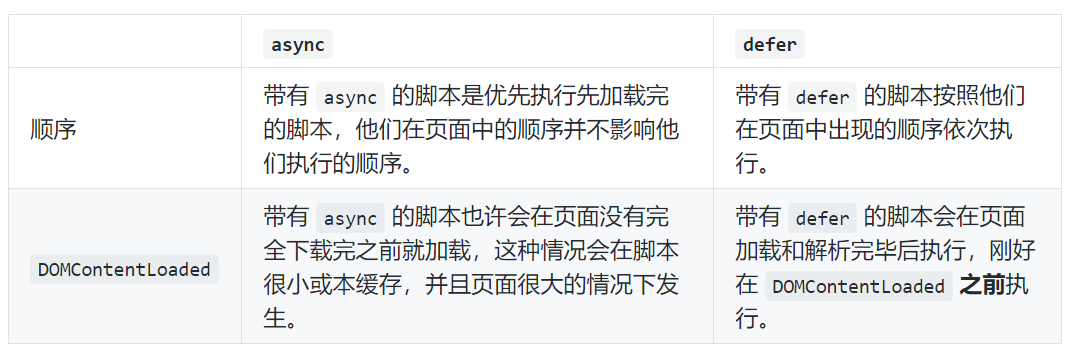 async
defer
顺序
带有 async 的脚本是优先执行先加载完
的脚本，他们在页面中的顺序并不影响他
们执行的顺序。
带有 defer 的脚本按照他们
在页面中出现的顺序依次执
行。
DOMContentLoaded
带有 async 的脚本也许会在页面没有完
全下载完之前就加载，这种情况会在脚本
很小或本缓存，并且页面很大的情况下发
生。
带有 defer 的脚本会在页面
加载和解析完毕后执行，刚好
在 DOMContentLoaded 之前执
行。